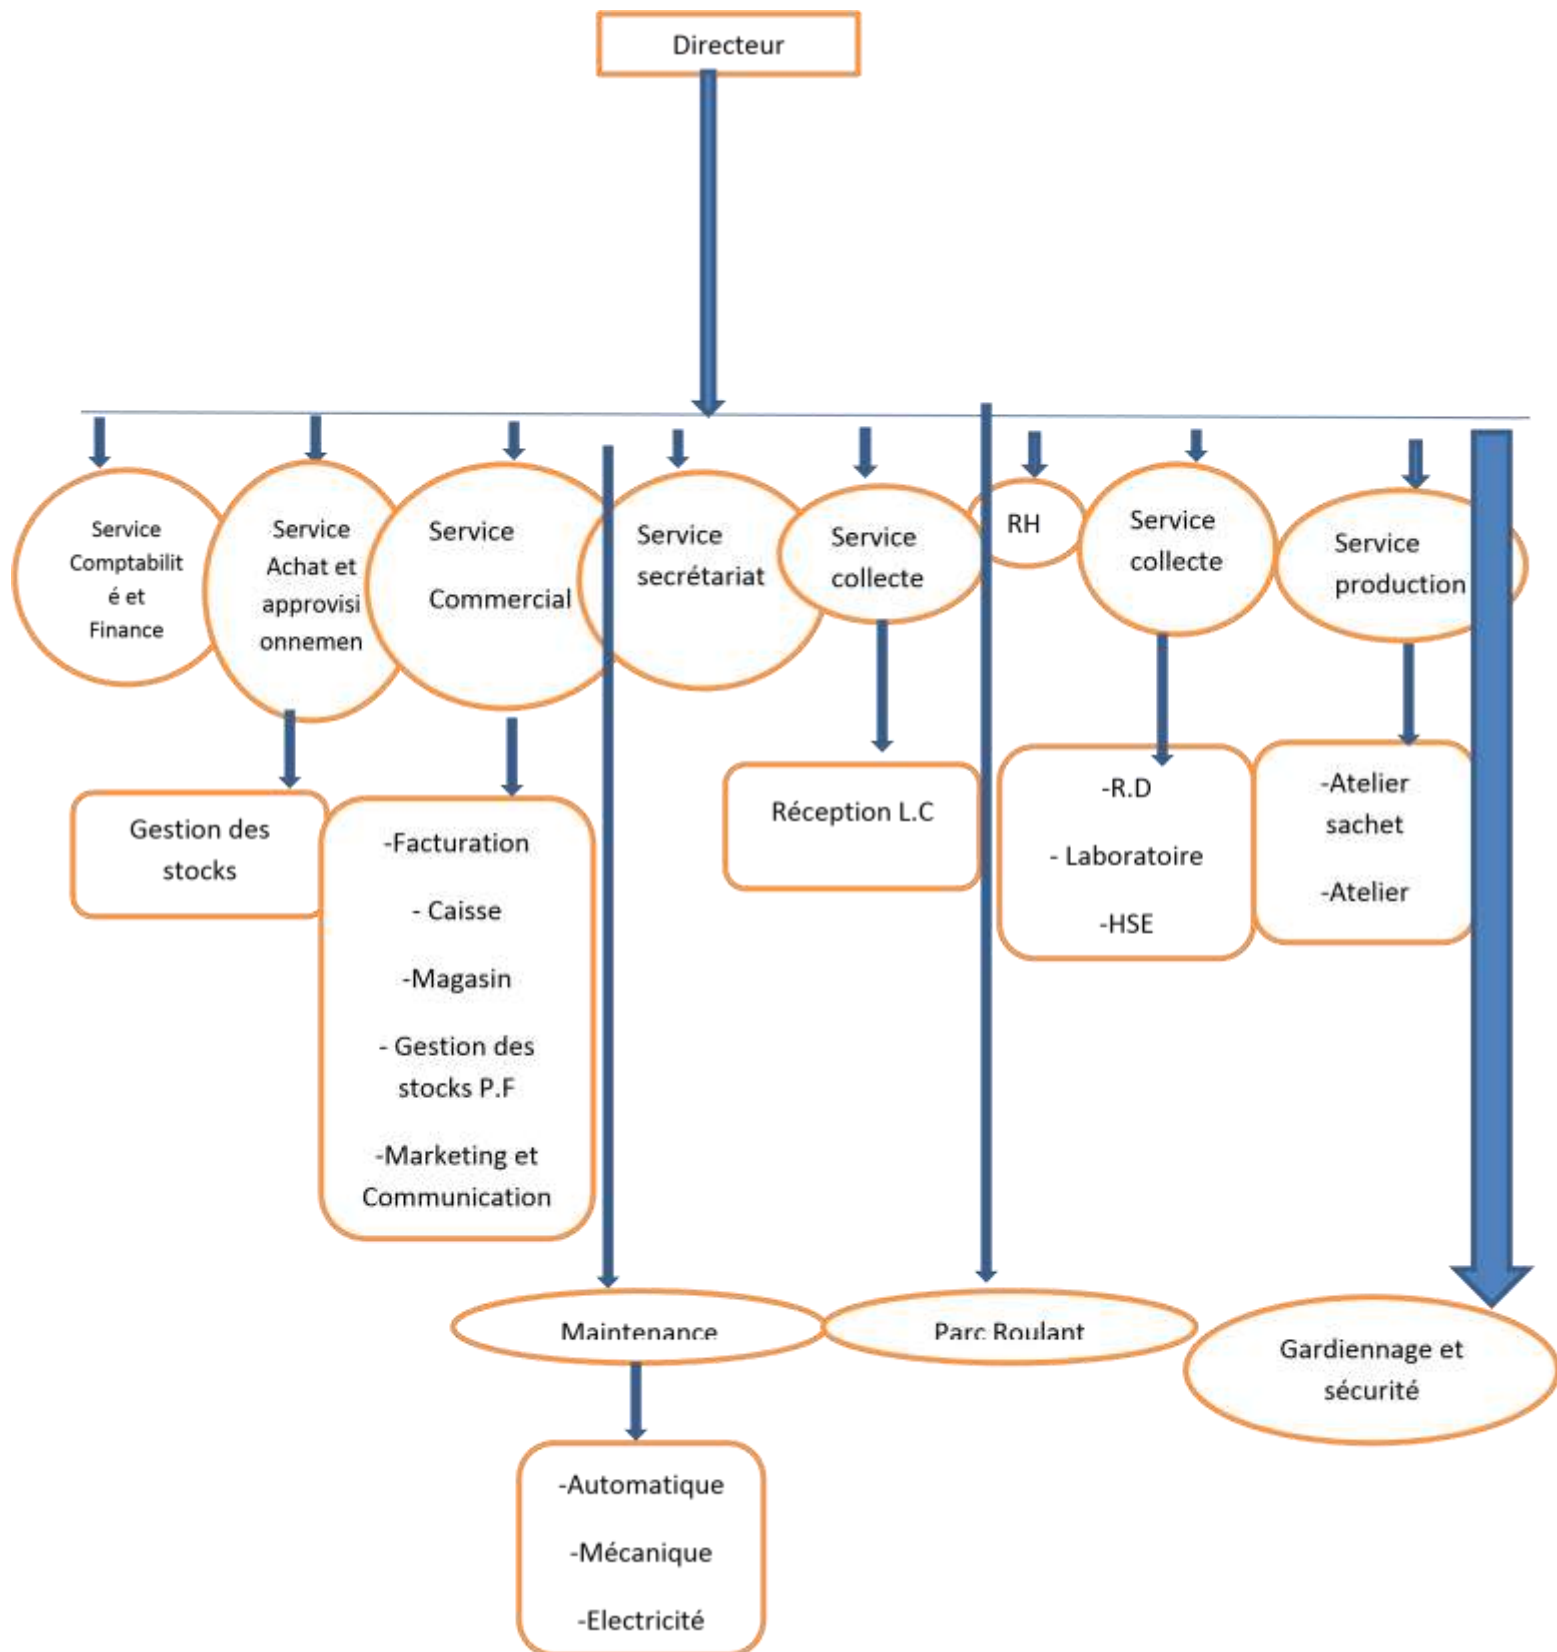 Directeur
Service
Comptabilit
é et
Finance
Service
Achat et
approvisi
onnemen
Service
Commercial
Service
secrétariat
Service
collecte
RH
Service
collecte
Service
production
Gestion des
stocks
-Facturation
- Caisse
-Magasin
- Gestion des
stocks P.F
-Marketing et
Communication
Réception L.C
-R.D
- Laboratoire
-HSE
-Atelier
sachet
-Atelier
Maintenance
Parc Roulant
Gardiennage et
sécurité
-Automatique
-Mécanique
-Electricité